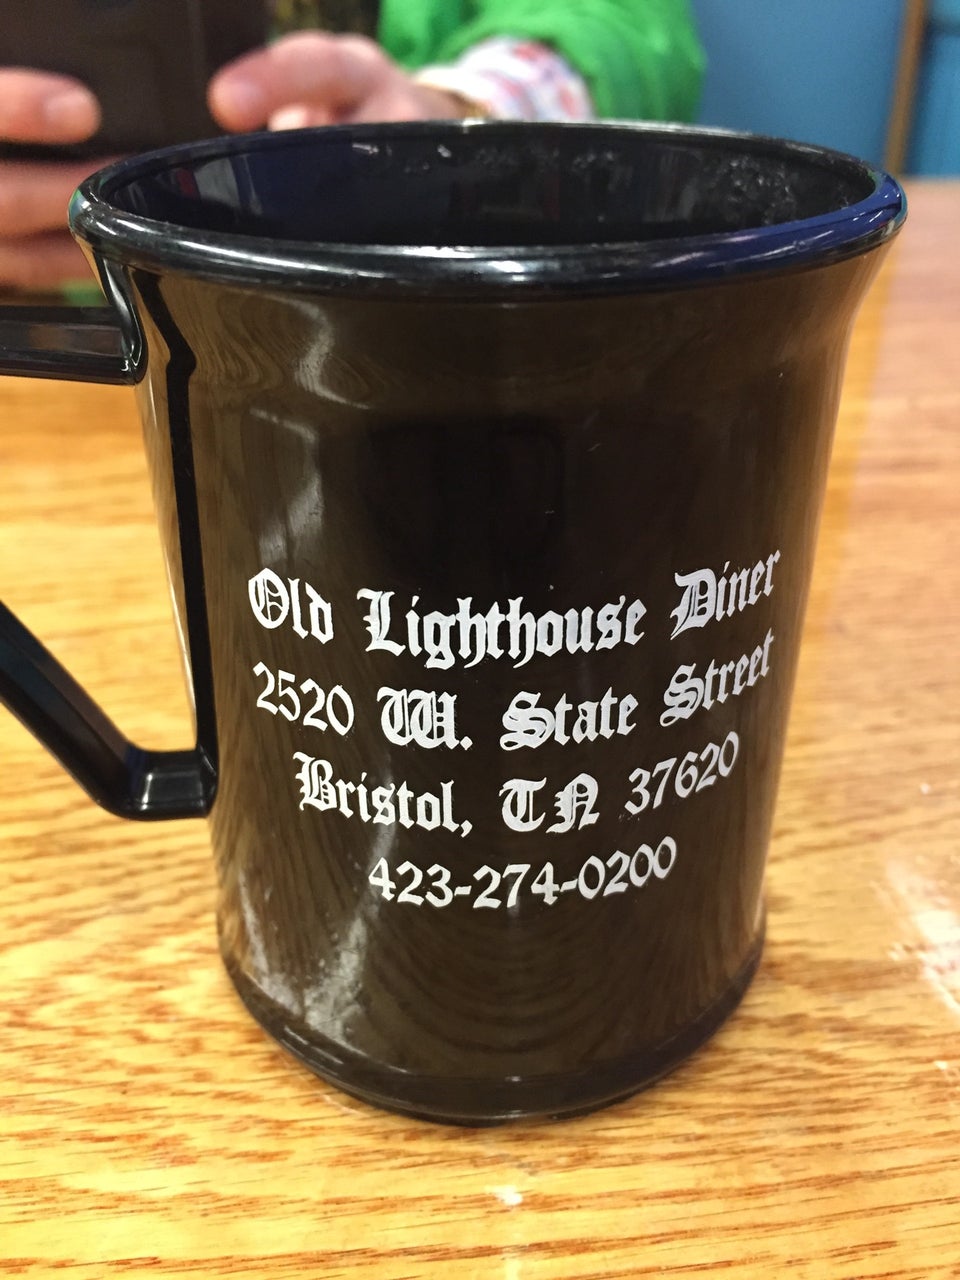 Old Lighthouse Diner
2520 W. State Street
Bristol, TN 37620
423-274-0200